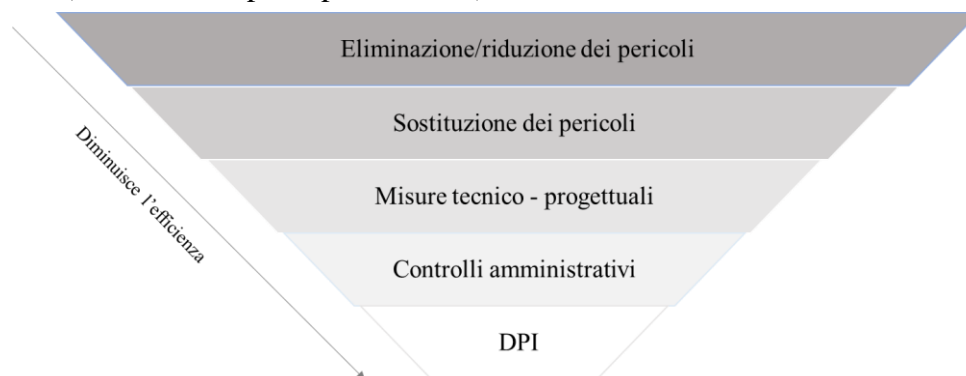 Eliminazione/riduzione dei pericoli
Sostituzione dei pericoli
Diminuisce l'efficienza
Misure tecnico - progettuali
Controlli amministrativi
DPI